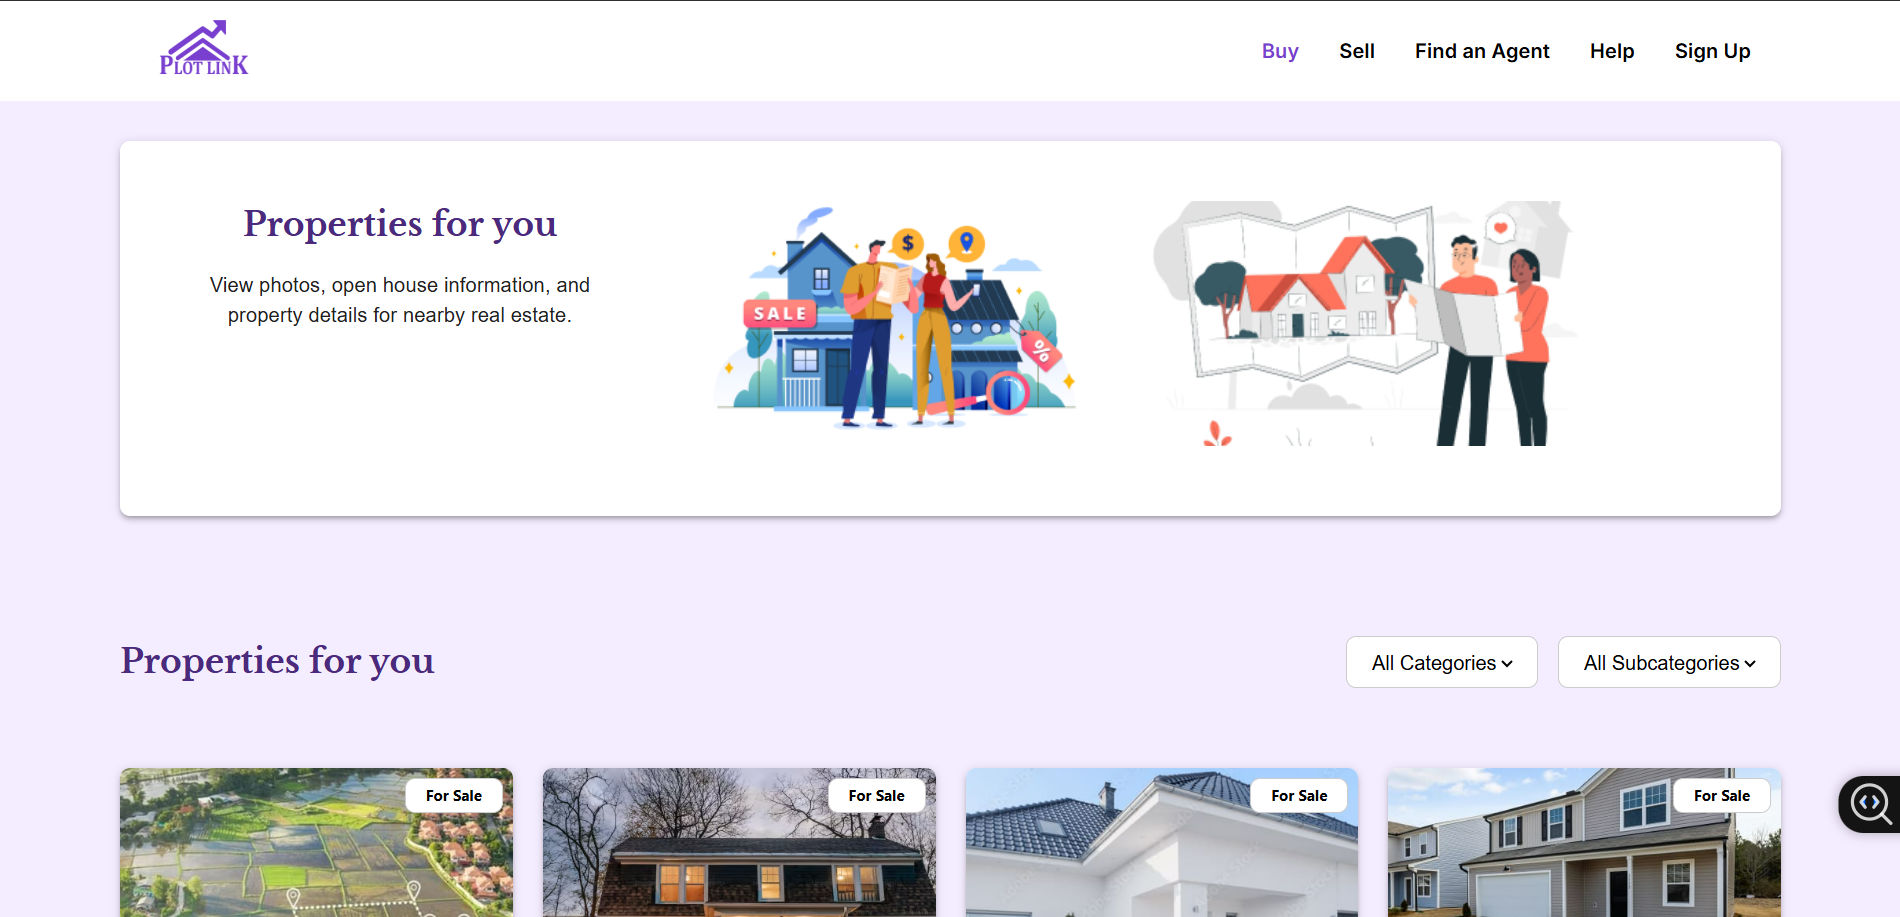 PLOT LINK
Buy
Sell
Find an Agent
Help
Sign Up
Properties for you
View photos, open house information, and
property details for nearby real estate.
$
SALE
%
Properties for you
All Categories
All Subcategories
For Sale
For Sale
For Sale
For Sale